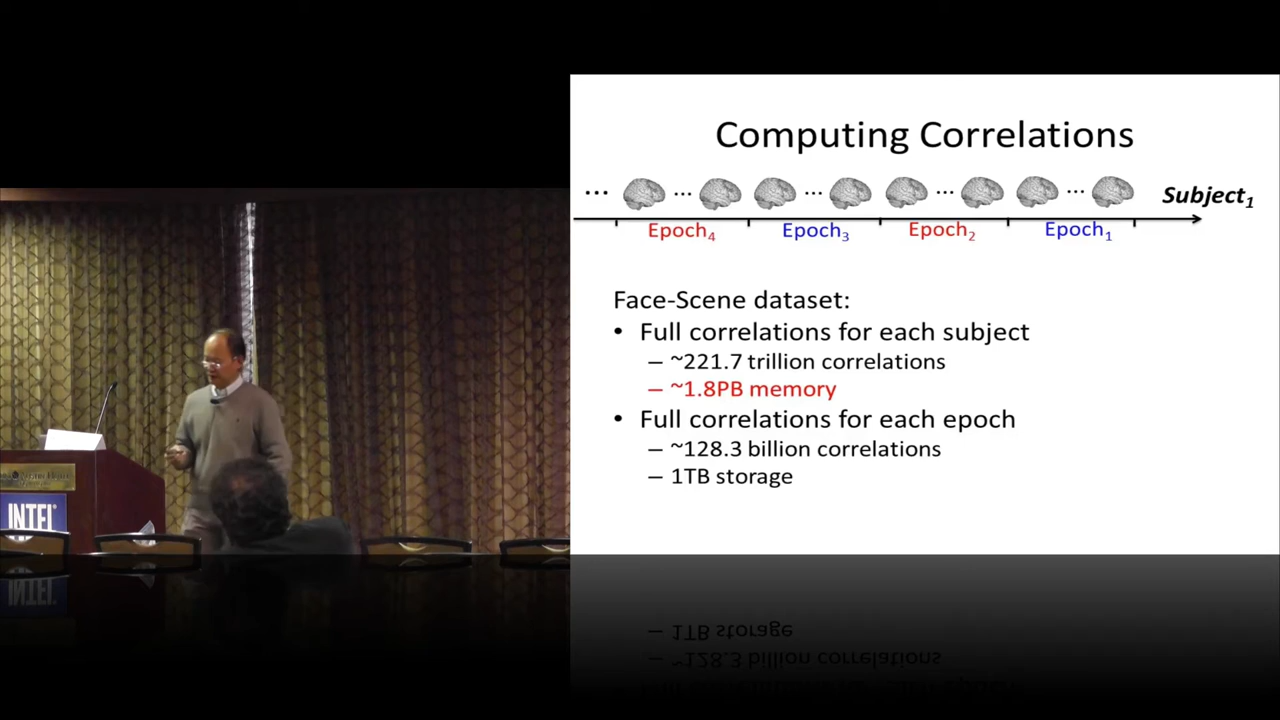 Computing Correlations
... ... ... ... ... Subject1
Epoch4 Epoch3 Epoch2 Epoch1
Face-Scene dataset:
• Full correlations for each subject
– ~221.7 trillion correlations
– ~1.8PB memory
• Full correlations for each epoch
– ~128.3 billion correlations
– 1TB storage
INTEL